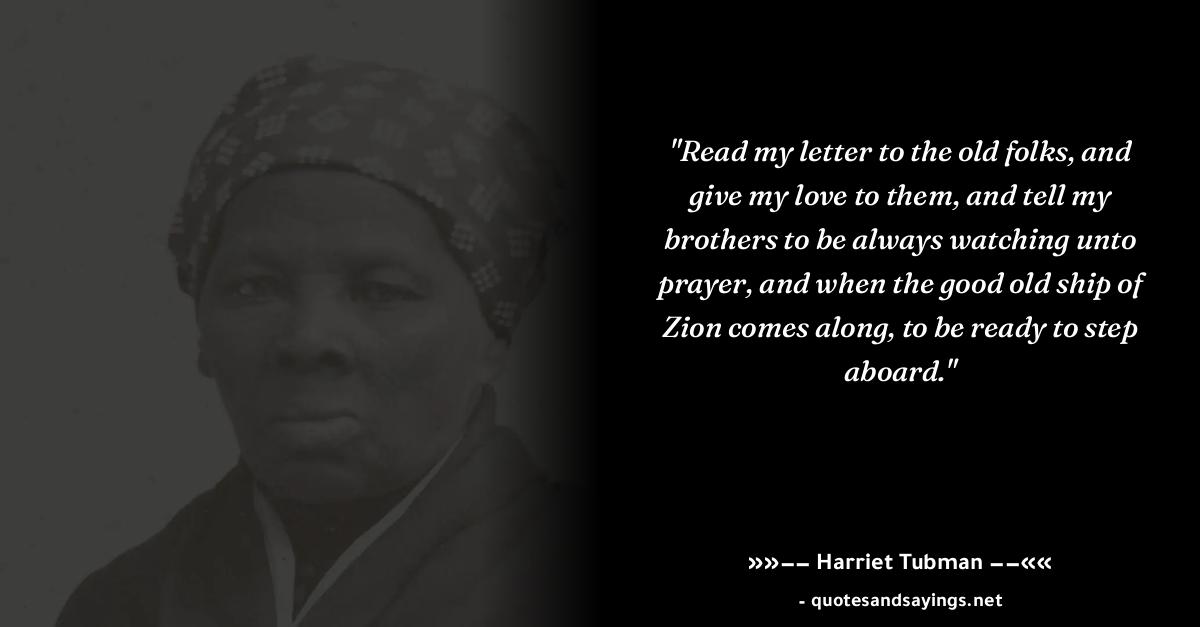 "Read my letter to the old folks, and
give my love to them, and tell my
brothers to be always watching unto
prayer, and when the good old ship of
Zion comes along, to be ready to step
aboard."
»»–– Harriet Tubman ––««
- quotesandsayings.net